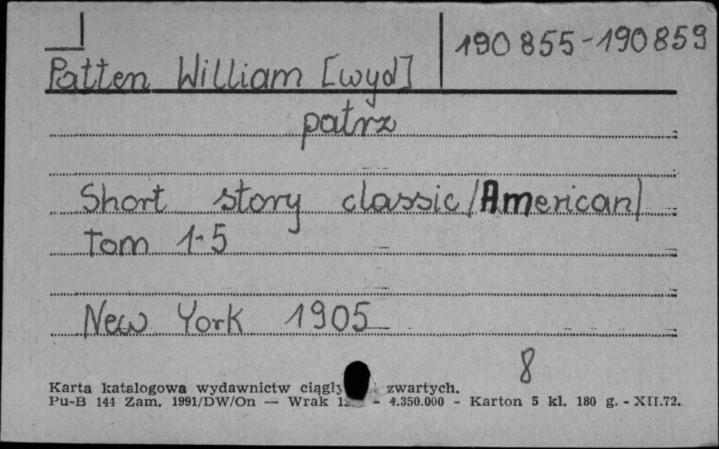 190 855-190 859
Patten William [wyd]
patrz
Short story classic /American/
Tom 1-5
New York 1905
8
Karta katalogowa wydawnictw zwartych.
Pu-B 144 Zam. 1991/DW/On — Wrak - 4.350.000 - Karton 5 kl. 180 g. - XII.72.